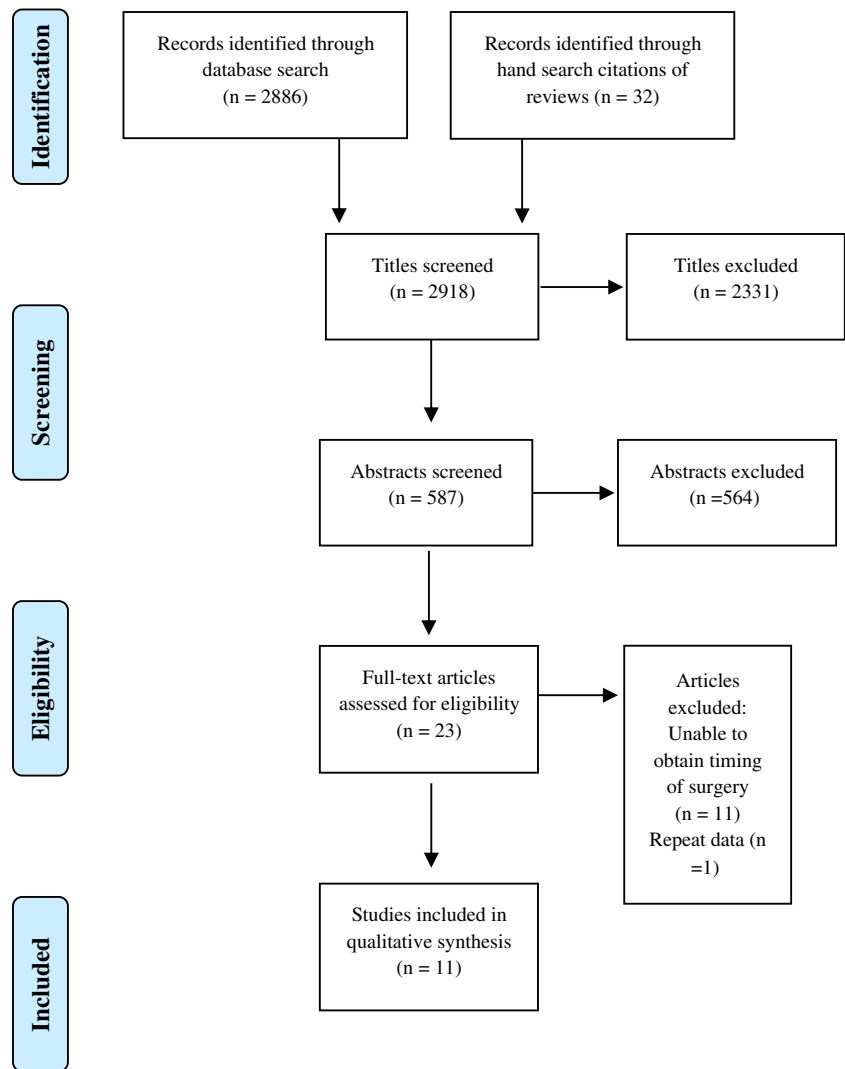 Identification
Records identified through
database search
(n = 2886)
Records identified through
hand search citations of
reviews (n = 32)
Screening
Titles screened
(n = 2918)
Titles excluded
(n = 2331)
Abstracts screened
(n = 587)
Abstracts excluded
(n =564)
Eligibility
Full-text articles
assessed for eligibility
(n = 23)
Articles
excluded:
Unable to
obtain timing
of surgery
(n = 11)
Repeat data (n
=1)
Included
Studies included in
qualitative synthesis
(n = 11)